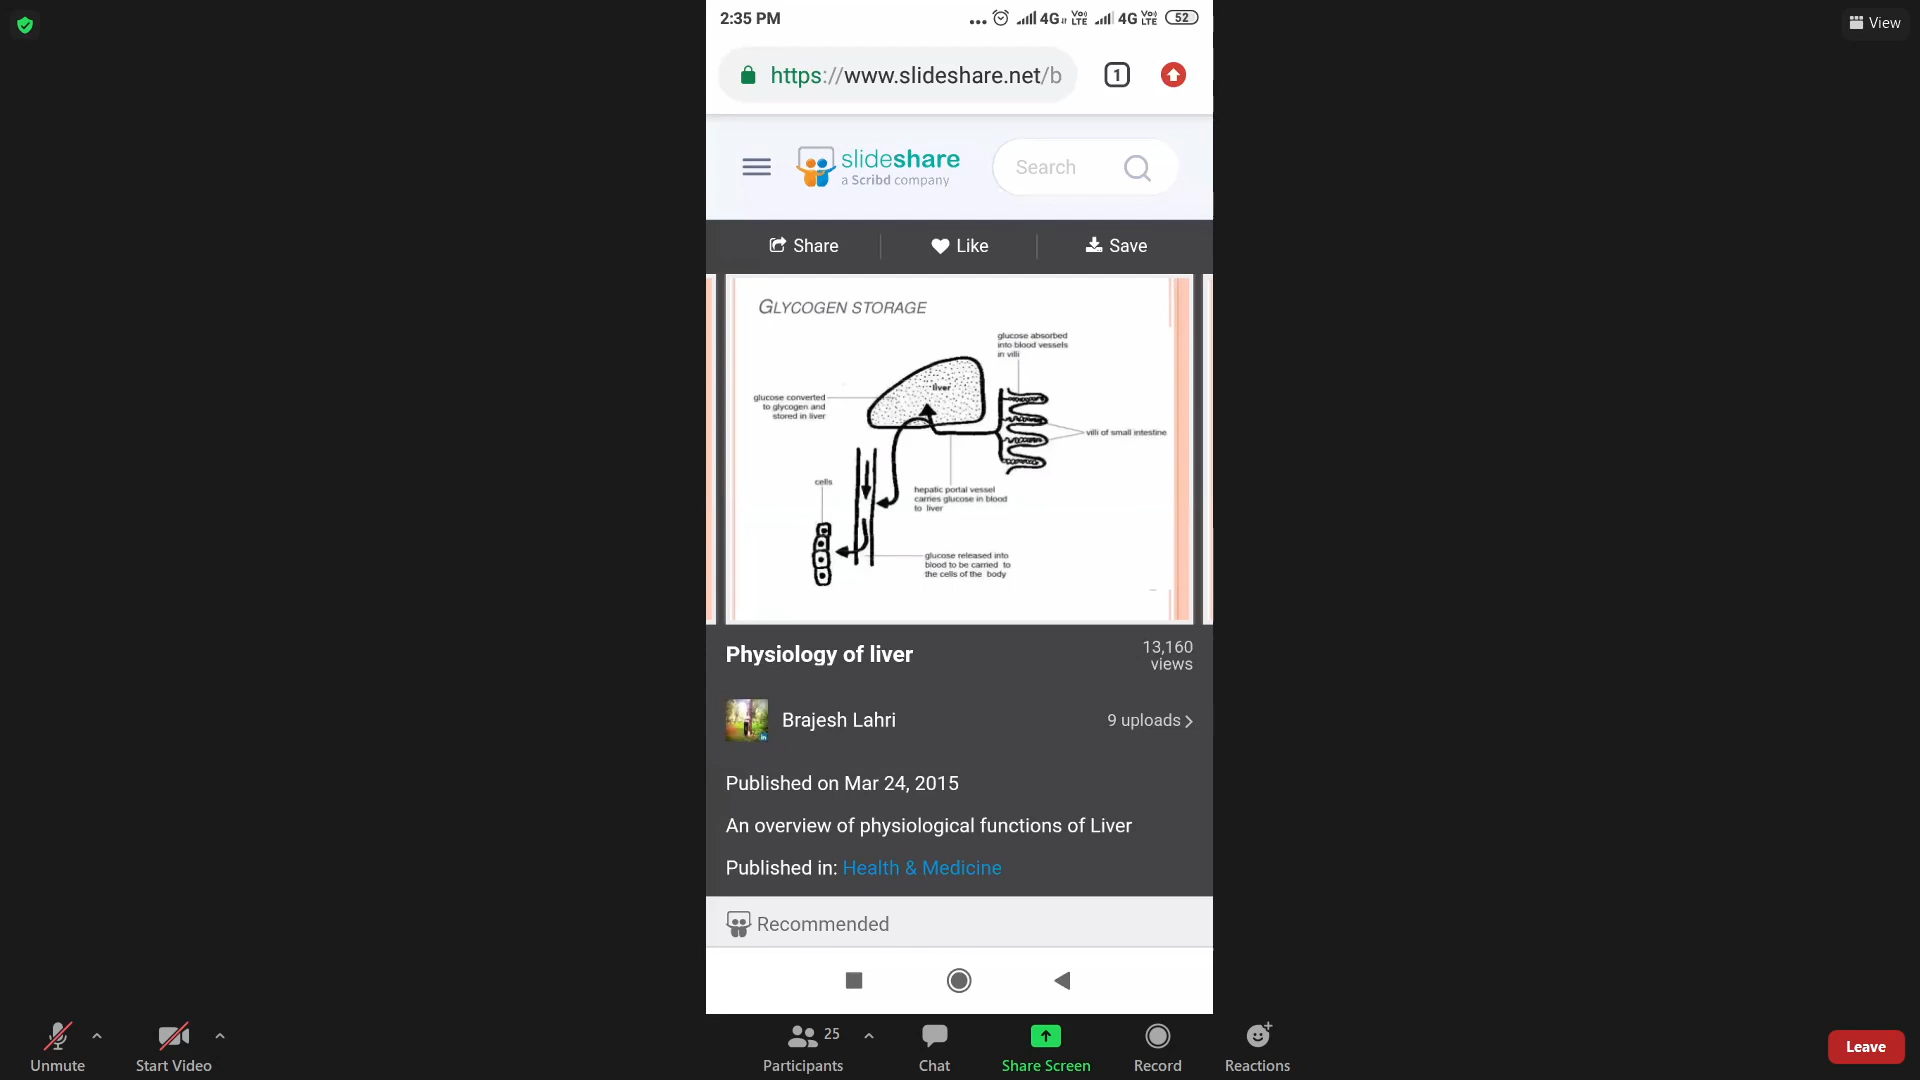 2:35 PM
4G
Vo)
LTE
4G
Vo)
LTE
52
View
https://www.slideshare.net/b
1
slideshare
a Scribd company
Search
Share
Like
Save
GLYCOGEN STORAGE
glucose absorbed
into blood vessels
in villi
liver
glucose converted
to glycogen and
stored in liver
villi of small intestine
cells
hepatic portal vessel
carries glucose in blood
to liver
glucose released into
blood to be carried to
the cells of the body
Physiology of liver
13,160
views
Brajesh Lahri
9 uploads
Published on Mar 24, 2015
An overview of physiological functions of Liver
Published in: Health & Medicine
Recommended
Unmute
Start Video
25
Participants
Chat
Share Screen
Record
Reactions
Leave